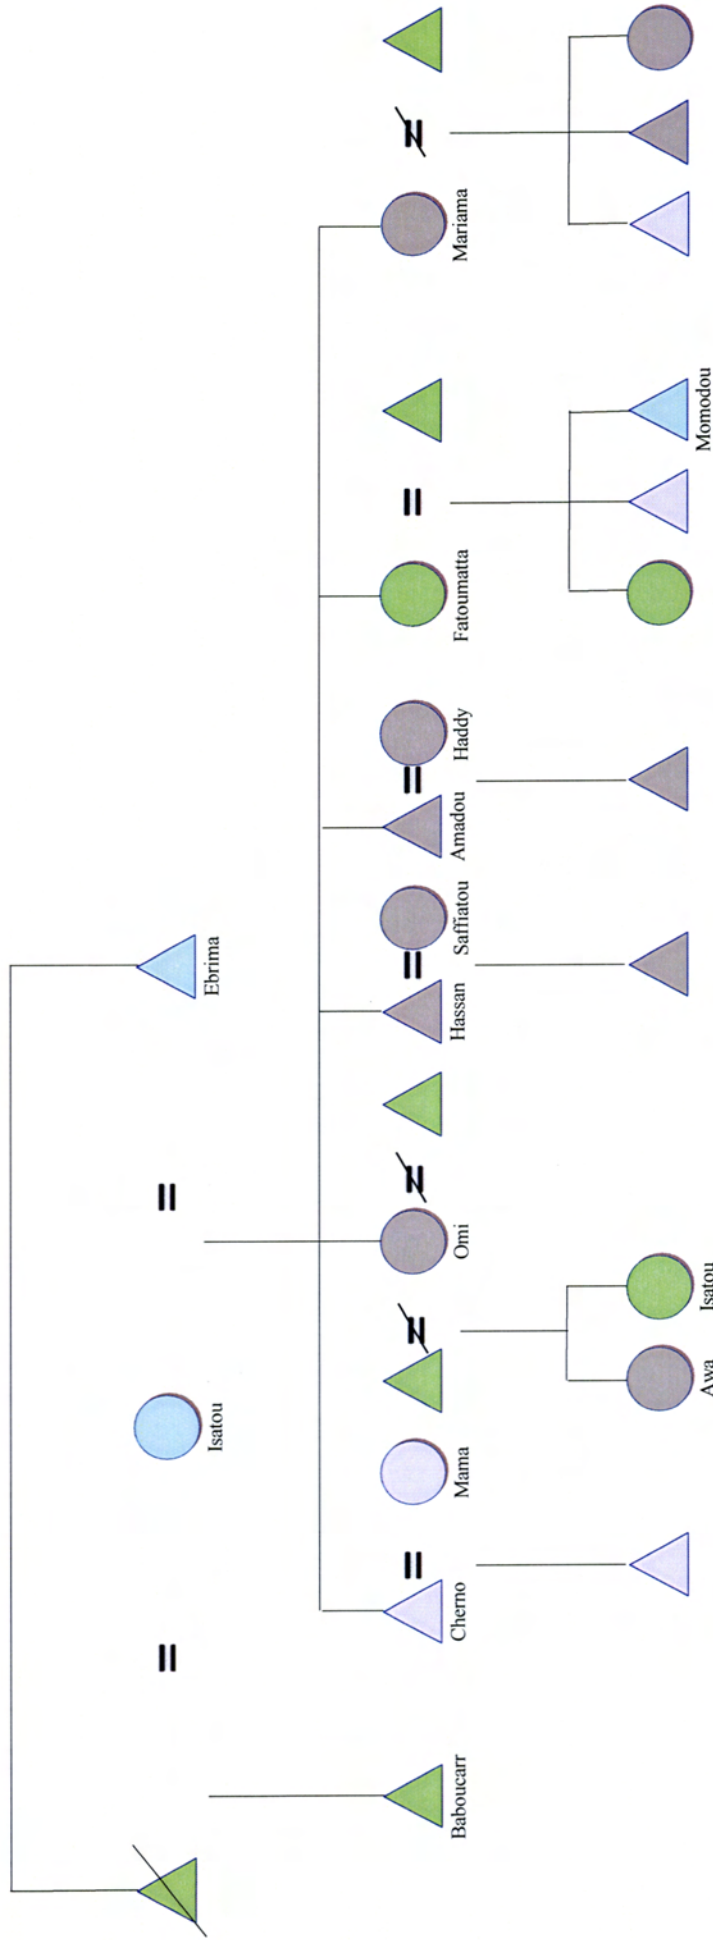 Isatou
Ebrima
Baboucarr
Cherno
Mama
Omi
Hassan
Saffiatou
Amadou
Haddy
Fatoumatta
Mariama
Awa
Isatou
Momodou